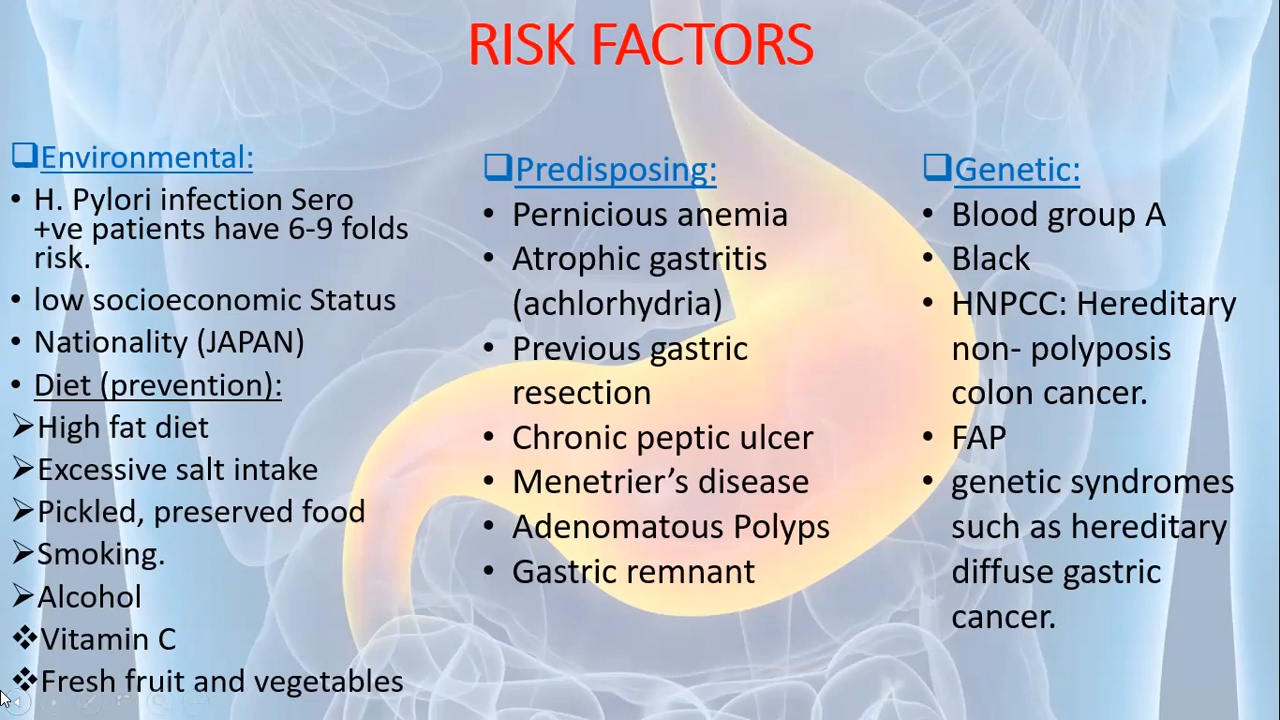 RISK FACTORS
❑Environmental:
• H. Pylori infection Sero
+ve patients have 6-9 folds
risk.
• low socioeconomic Status
• Nationality (JAPAN)
• Diet (prevention):
➢High fat diet
➢Excessive salt intake
➢Pickled, preserved food
➢Smoking.
➢Alcohol
❖Vitamin C
❖Fresh fruit and vegetables
❑Predisposing:
• Pernicious anemia
• Atrophic gastritis
(achlorhydria)
• Previous gastric
resection
• Chronic peptic ulcer
• Menetrier’s disease
• Adenomatous Polyps
• Gastric remnant
❑Genetic:
• Blood group A
• Black
• HNPCC: Hereditary
non- polyposis
colon cancer.
• FAP
• genetic syndromes
such as hereditary
diffuse gastric
cancer.